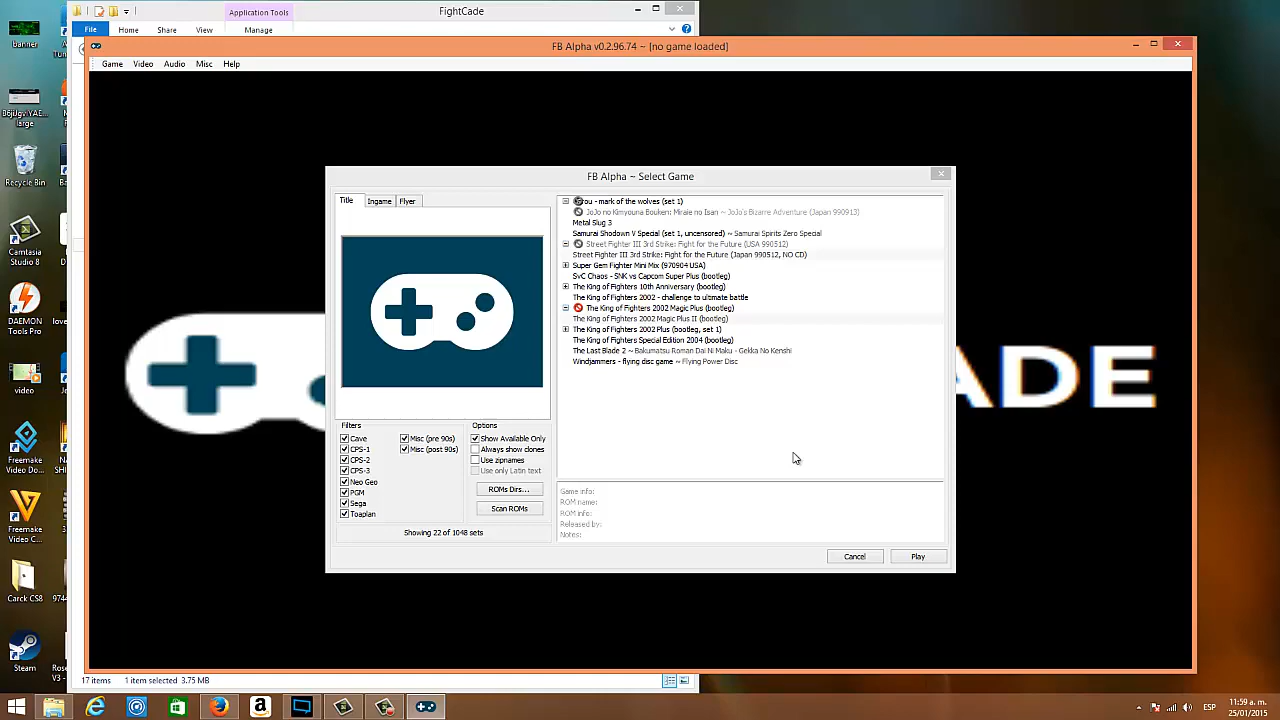 Application Tools
FightCade
File
Home
Share
View
Manage
FB Alpha v0.2.96.74 ~ [no game loaded]
Game
Video
Audio
Misc
Help
banner
large
Recycle Bin
Camtasia
Studio 8
DAEMON
Tools Pro
video
Freemake
Video Do...
Freemake
Video C...
Carck CS8
Steam
ADE
FB Alpha ~ Select Game
Title
Ingame
Flyer
Filters
Cave
CPS-1
CPS-2
CPS-3
Neo Geo
PGM
Sega
Toaplan
Misc (pre 90s)
Misc (post 90s)
Options
Show Available Only
Always show clones
Use zipnames
Use only Latin text
ROMs Dirs...
Scan ROMs
Showing 22 of 1048 sets
rou - mark of the wolves (set 1)
JoJo no Kimyouna Bouken: Miraie no Isan ~ JoJo's Bizarre Adventure (Japan 990913)
Metal Slug 3
Samurai Shodown V Special (set 1, uncensored) ~ Samurai Spirits Zero Special
Street Fighter III 3rd Strike: Fight for the Future (USA 990512)
Street Fighter III 3rd Strike: Fight for the Future (Japan 990512, NO CD)
Super Gem Fighter Mini Mix (970904 USA)
SvC Chaos - SNK vs Capcom Super Plus (bootleg)
The King of Fighters 10th Anniversary (bootleg)
The King of Fighters 2002 - challenge to ultimate battle
The King of Fighters 2002 Magic Plus (bootleg)
The King of Fighters 2002 Magic Plus II (bootleg)
The King of Fighters 2002 Plus (bootleg, set 1)
The King of Fighters Special Edition 2004 (bootleg)
The Last Blade 2 ~ Bakumatsu Roman Dai Ni Maku - Gekka No Kenshi
Windjammers - flying disc game ~ Flying Power Disc
Game info:
ROM name:
ROM info:
Released by:
Notes:
Cancel
Play
17 items
1 item selected 3.75 MB
ESP
11:59 a. m.
25/01/2015